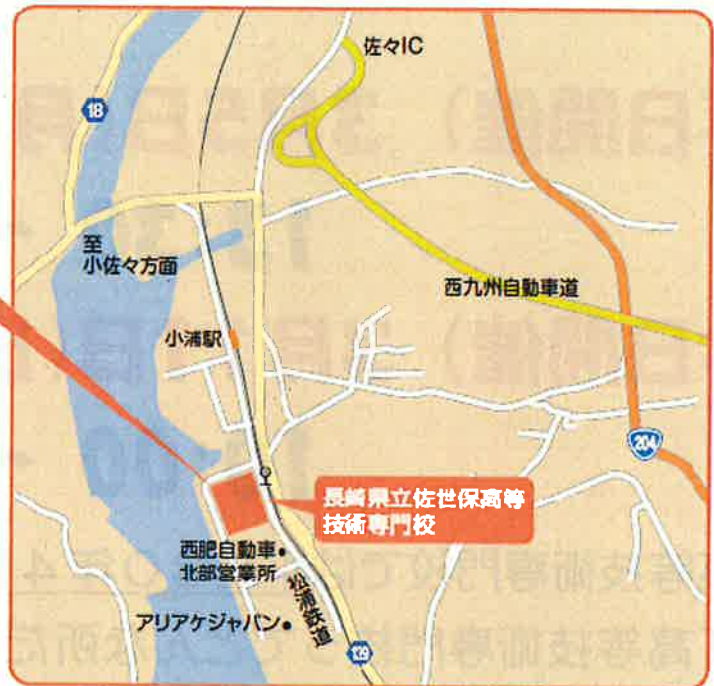 佐々IC
18
至
小佐々方面
西九州自動車道
小浦駅
204
長崎県立佐世保高等
技術専門校
西肥自動車
北部営業所
松浦鉄道
アリアケジャパン
139